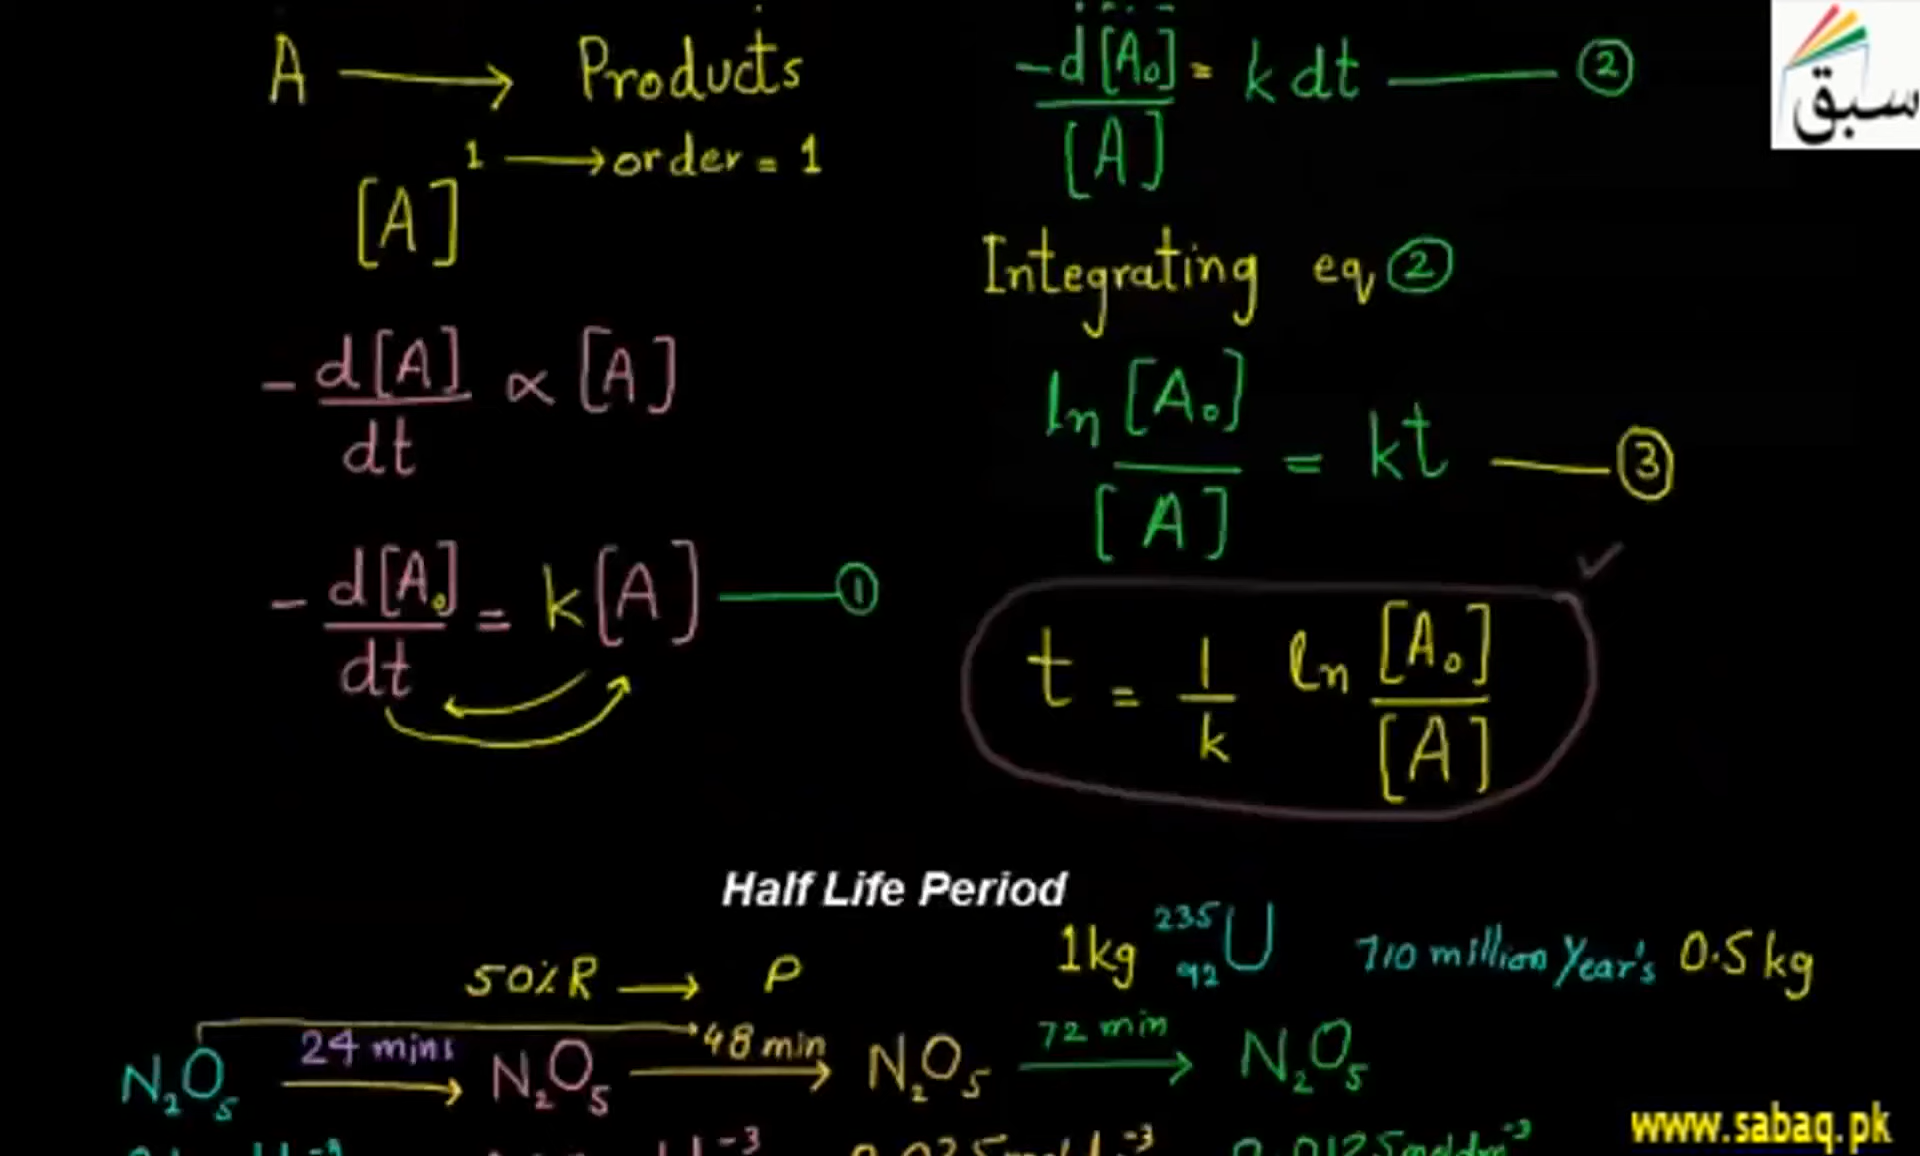 A → Products
[A]¹ → order = 1
- d[A] / dt ∝ [A]
- d[A₀] / dt = k[A] — ①
-d[A₀] / [A] = k dt — ②
Integrating eq ②
ln [A₀] / [A] = kt — ③
✓
t = 1/k ln [A₀] / [A]
سبق
Half Life Period
50% R → P
1kg ²³⁵₉₂U 710 million Year's 0.5 kg
N₂O₅ 24 mins → N₂O₅ 48 min → N₂O₅ 72 min → N₂O₅
www.sabaq.pk